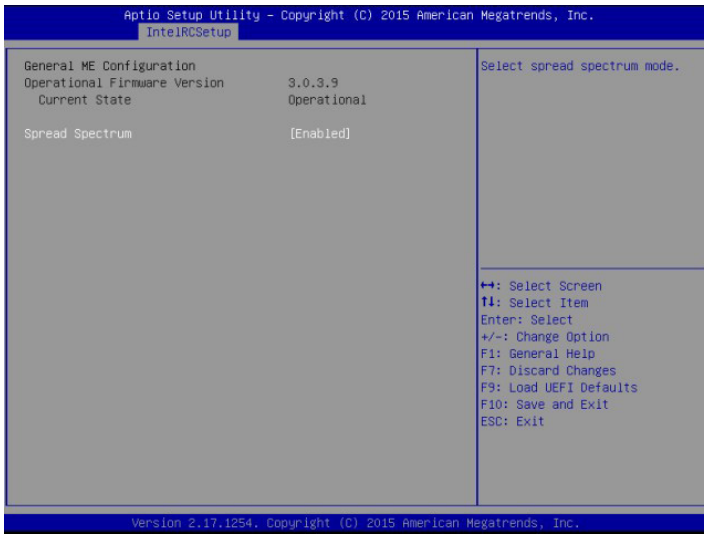 Aptio Setup Utility – Copyright (C) 2015 American Megatrends, Inc.
IntelRCSetup
General ME Configuration
Operational Firmware Version 3.0.3.9
Current State Operational
Spread Spectrum [Enabled]
Select spread spectrum mode.
↔: Select Screen
↑↓: Select Item
Enter: Select
+/-: Change Option
F1: General Help
F7: Discard Changes
F9: Load UEFI Defaults
F10: Save and Exit
ESC: Exit
Version 2.17.1254. Copyright (C) 2015 American Megatrends, Inc.